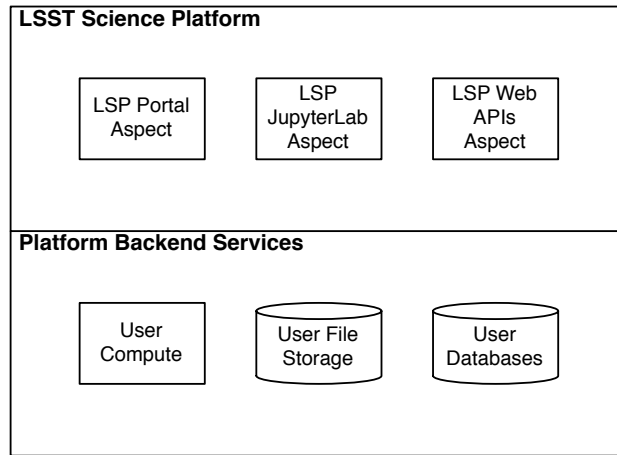 LSST Science Platform
LSP Portal
Aspect
LSP
JupyterLab
Aspect
LSP Web
APIs
Aspect
Platform Backend Services
User
Compute
User File
Storage
User
Databases